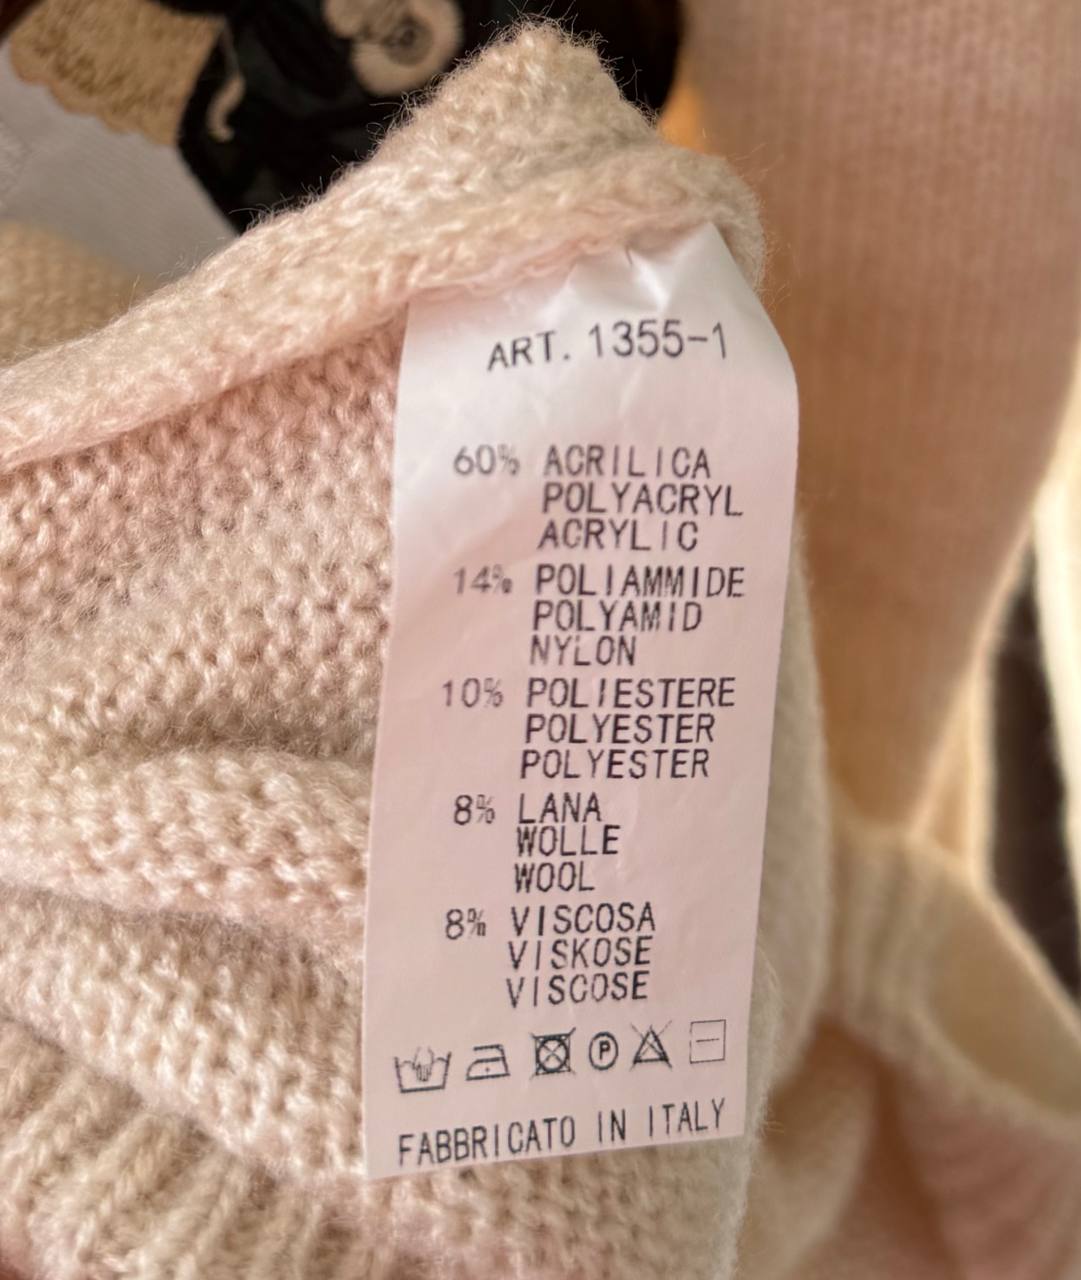 ART. 1355-1
60% ACRILICA
POLYACRYL
ACRYLIC
14% POLIAMMIDE
POLYAMID
NYLON
10% POLIESTERE
POLYESTER
POLYESTER
8% LANA
WOLLE
WOOL
8% VISCOSA
VISKOSE
VISCOSE
P
FABBRICATO IN ITALY